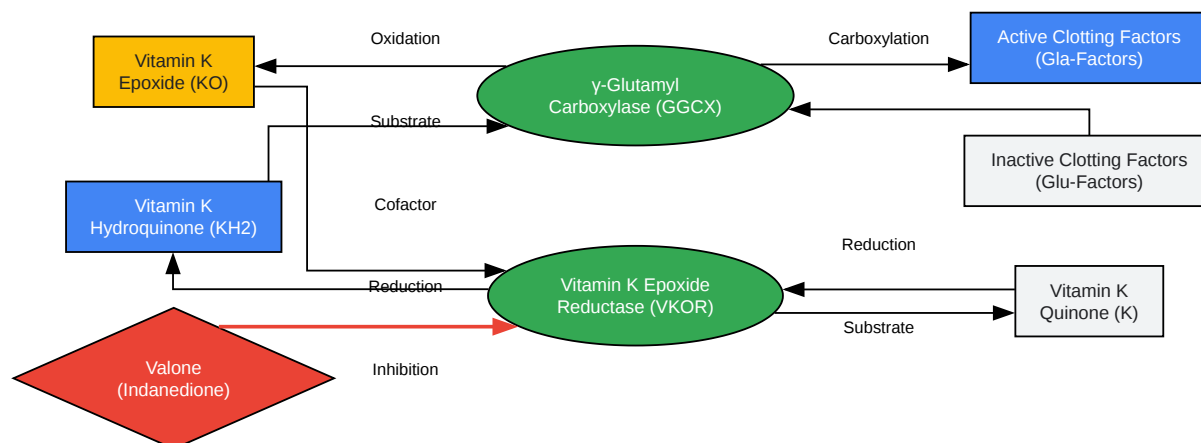 Oxidation
Carboxylation
Active Clotting Factors
(Gla-Factors)
Vitamin K
Epoxide (KO)
γ-Glutamyl
Carboxylase (GGCX)
Substrate
Inactive Clotting Factors
(Glu-Factors)
Vitamin K
Hydroquinone (KH2)
Cofactor
Reduction
Reduction
Vitamin K Epoxide
Reductase (VKOR)
Vitamin K
Quinone (K)
Substrate
Valone
(Indanedione)
Inhibition